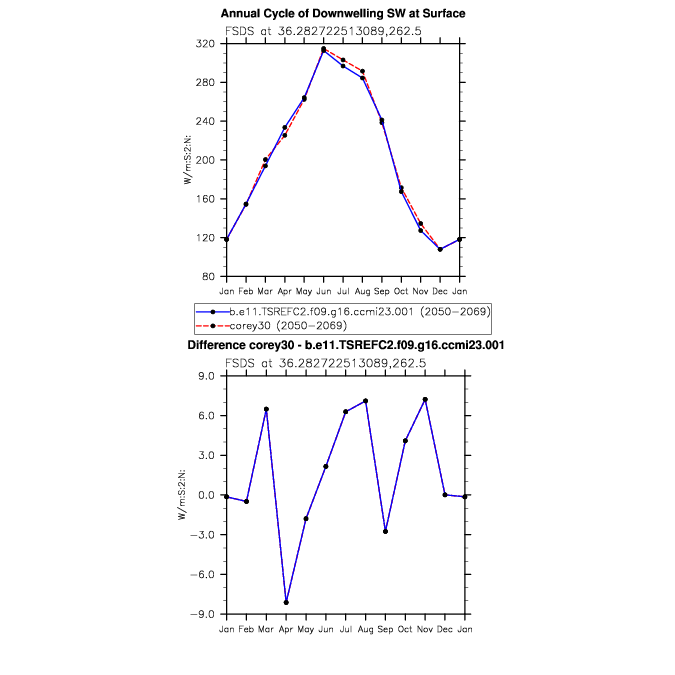 Annual Cycle of Downwelling SW at Surface
FSDS at 36.282722513089,262.5
320
280
240
200
160
120
80
W/m:S:2:N:
Jan Feb Mar Apr May Jun Jul Aug Sep Oct Nov Dec Jan
b.e11.TSREFC2.f09.g16.ccmi23.001 (2050-2069)
corey30 (2050-2069)
Difference corey30 - b.e11.TSREFC2.f09.g16.ccmi23.001
FSDS at 36.282722513089,262.5
9.0
6.0
3.0
0.0
-3.0
-6.0
-9.0
W/m:S:2:N:
Jan Feb Mar Apr May Jun Jul Aug Sep Oct Nov Dec Jan